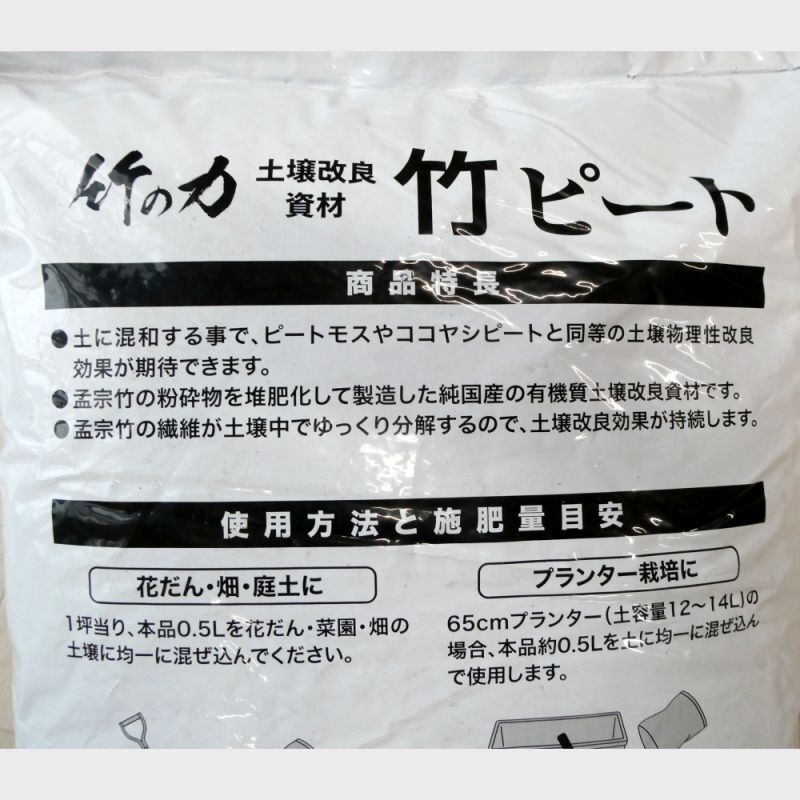 竹の力 土壌改良資材 竹ピート
商品特長
●土に混和する事で、ピートモスやココヤシピートと同等の土壌物理性改良
効果が期待できます。
●孟宗竹の粉砕物を堆肥化して製造した純国産の有機質土壌改良資材です。
●孟宗竹の繊維が土壌中でゆっくり分解するので、土壌改良効果が持続します。
使用方法と施肥量目安
花だん・畑・庭土に
1坪当り、本品0.5Lを花だん・菜園・畑の
土壌に均一に混ぜ込んでください。
プランター栽培に
65cmプランター(土容量12〜14L)の
場合、本品約0.5Lを土に均一に混ぜ込ん
で使用します。